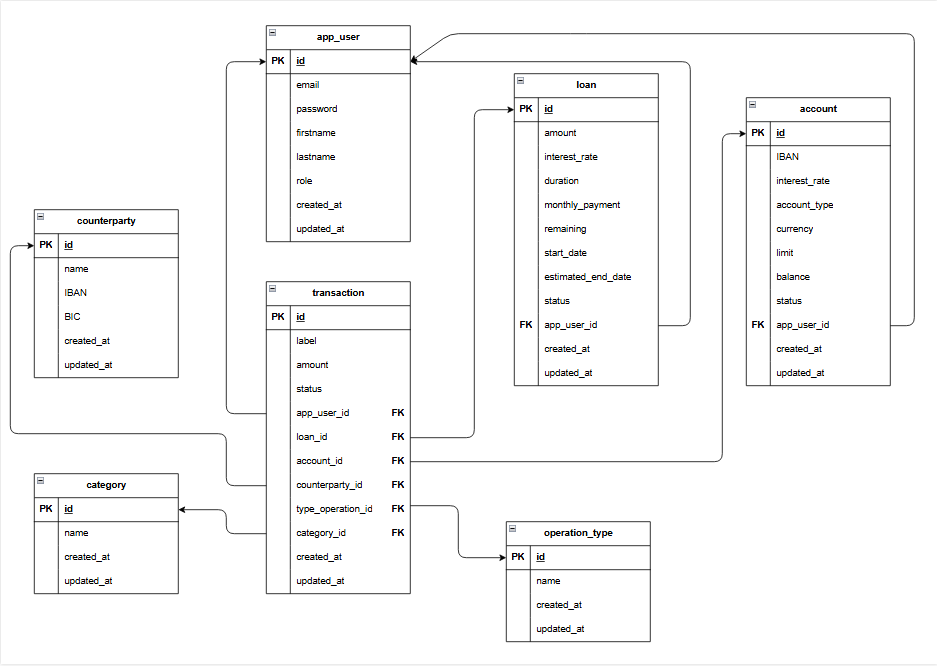 app_user
PK id
email
password
firstname
lastname
role
created_at
updated_at
loan
PK id
amount
interest_rate
duration
monthly_payment
remaining
start_date
estimated_end_date
status
FK app_user_id
created_at
updated_at
account
PK id
IBAN
interest_rate
account_type
currency
limit
balance
status
FK app_user_id
created_at
updated_at
counterparty
PK id
name
IBAN
BIC
created_at
updated_at
transaction
PK id
label
amount
status
app_user_id FK
loan_id FK
account_id FK
counterparty_id FK
type_operation_id FK
category_id FK
created_at
updated_at
category
PK id
name
created_at
updated_at
operation_type
PK id
name
created_at
updated_at